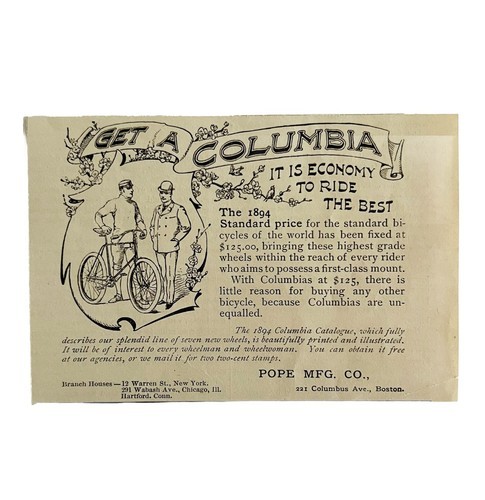 GET A COLUMBIA
IT IS ECONOMY
TO RIDE
THE BEST
The 1894
Standard price for the standard bi-
cycles of the world has been fixed at
$125.00, bringing these highest grade
wheels within the reach of every rider
who aims to possess a first-class mount.
With Columbias at $125, there is
little reason for buying any other
bicycle, because Columbias are un-
equalled.
The 1894 Columbia Catalogue, which fully
describes our splendid line of seven new wheels, is beautifully printed and illustrated.
It will be of interest to every wheelman and wheelwoman. You can obtain it free
at our agencies, or we mail it for two two-cent stamps.
POPE MFG. CO.,
Branch Houses—12 Warren St., New York.
291 Wabash Ave., Chicago, Ill.
Hartford, Conn.
221 Columbus Ave., Boston.